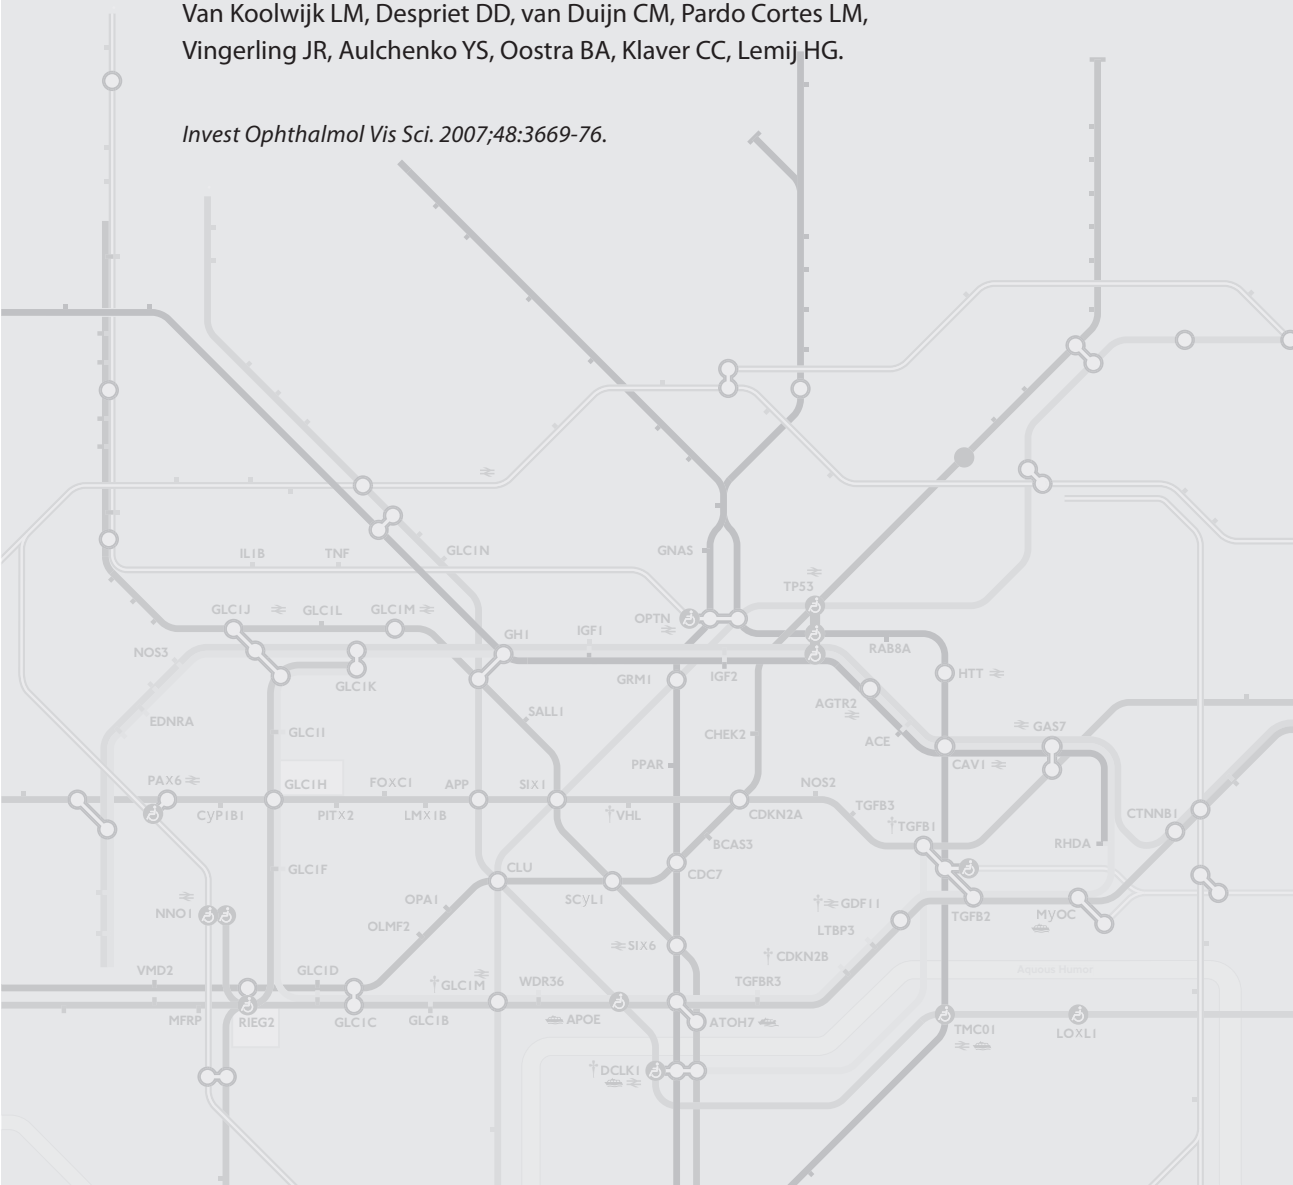 Van Koolwijk LM, Despriet DD, van Duijn CM, Pardo Cortes LM,
Vingerling JR, Aulchenko YS, Oostra BA, Klaver CC, Lemij HG.
Invest Ophthalmol Vis Sci. 2007;48:3669-76.
IL1B
TNF
GLC1N
GNAS
TP53
GLC1J
GLC1L
GLC1M
OPTN
GH1
IGF1
RAB8A
NOS3
GLC1K
GRM1
IGF2
HTT
AGTR2
SALL1
EDNRA
GLC1I
CHEK2
ACE
GAS7
PPAR
CAV1
PAX6
GLC1H
FOXC1
APP
SIX1
NOS2
CYP1B1
PITX2
LMX1B
†VHL
CDKN2A
TGFB3
†TGFB1
CTNNB1
BCAS3
RHDA
GLC1F
CLU
CDC7
OPA1
SCYL1
†GDF11
NNO1
TGFB2
MYOC
OLMF2
LTBP3
SIX6
†CDKN2B
VMD2
GLC1D
†GLC1M
WDR36
TGFBR3
Aquous Humor
MFRP
RIEG2
GLC1C
GLC1B
APOE
ATOH7
TMC01
LOXL1
†DCLK1